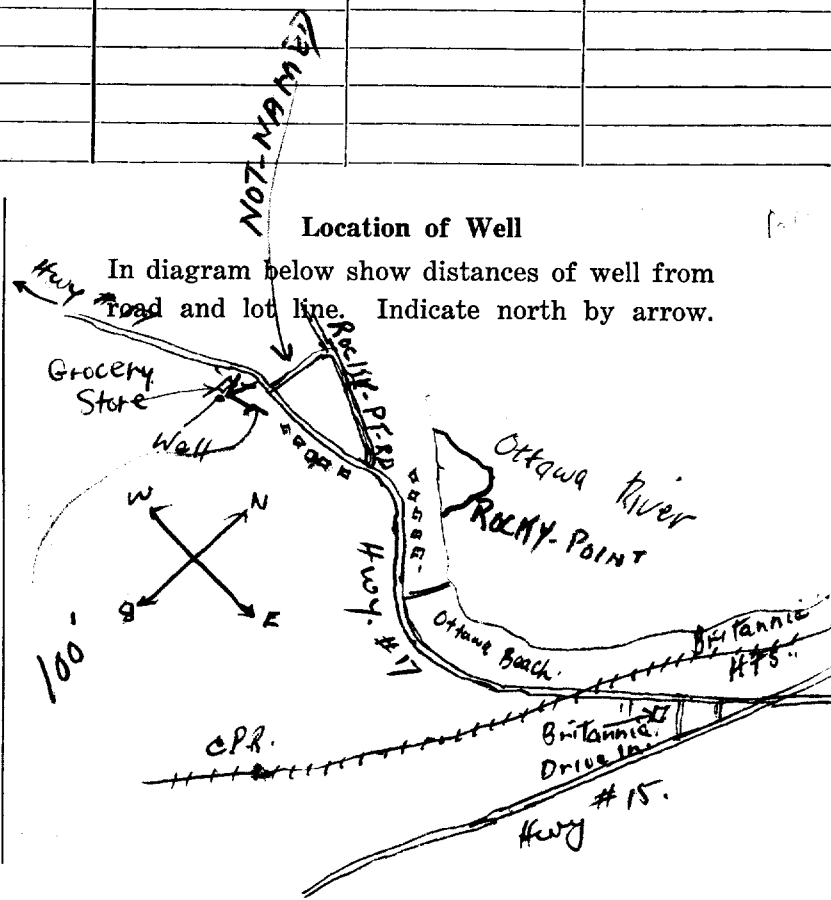 NOT-NAMED
Location of Well
In diagram below show distances of well from
road and lot line. Indicate north by arrow.
Hwy #
ROCKY-PT-RD
Grocery
Store
Well
W
N
S
E
100'
Ottawa River
ROCKY-POINT
Hwy. #17
Ottawa Beach.
Britannia
HTS.
C.P.R.
Britannia
Drive In.
Hwy #15.